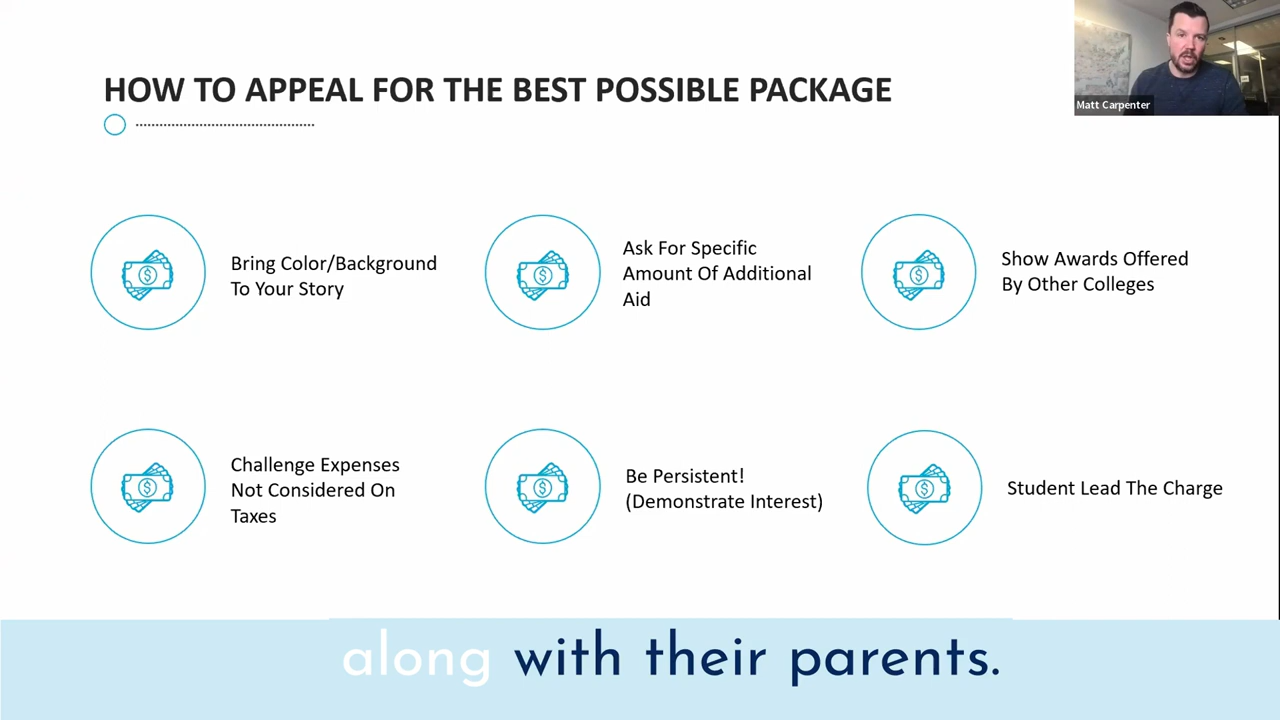 HOW TO APPEAL FOR THE BEST POSSIBLE PACKAGE
Matt Carpenter
Bring Color/Background
To Your Story
Ask For Specific
Amount Of Additional
Aid
Show Awards Offered
By Other Colleges
Challenge Expenses
Not Considered On
Taxes
Be Persistent!
(Demonstrate Interest)
Student Lead The Charge
along with their parents.